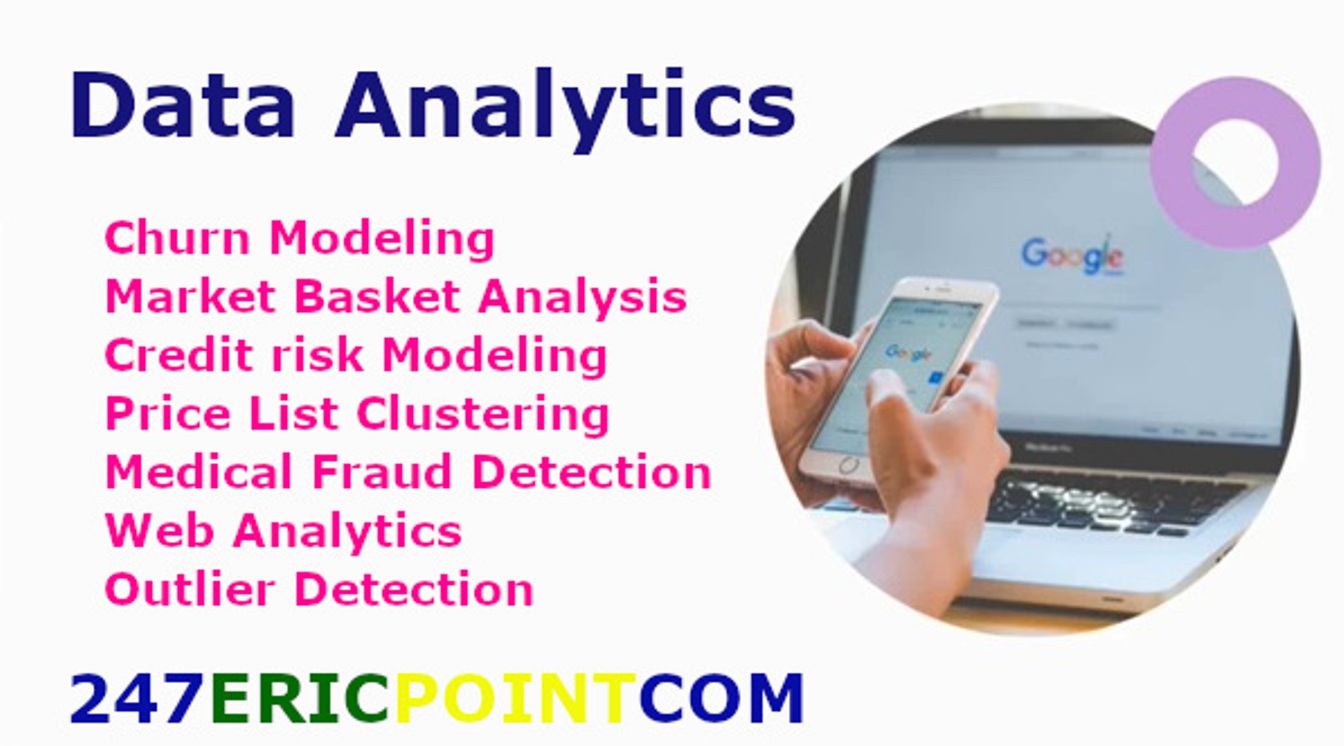 Data Analytics
Churn Modeling
Market Basket Analysis
Credit risk Modeling
Price List Clustering
Medical Fraud Detection
Web Analytics
Outlier Detection
247ERICPOINTCOM
Google
Google